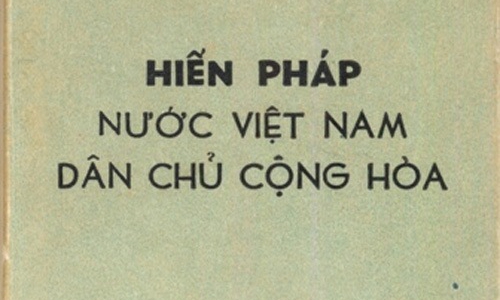 HIẾN PHÁP
NƯỚC VIỆT NAM
DÂN CHỦ CỘNG HÒA